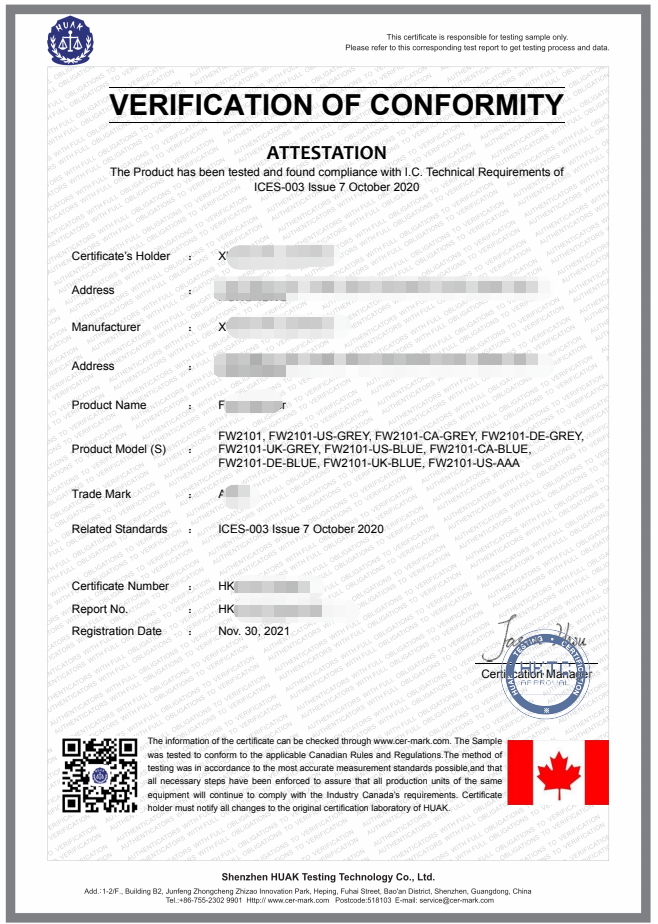 HUAK
This certificate is responsible for testing sample only.
Please refer to this corresponding test report to get testing process and data.
VERIFICATION OF CONFORMITY
ATTESTATION
The Product has been tested and found compliance with I.C. Technical Requirements of
ICES-003 Issue 7 October 2020
Certificate's Holder : X
Address :
Manufacturer : X
Address :
Product Name : F r
Product Model (S) : FW2101, FW2101-US-GREY, FW2101-CA-GREY, FW2101-DE-GREY,
FW2101-UK-GREY, FW2101-US-BLUE, FW2101-CA-BLUE,
FW2101-DE-BLUE, FW2101-UK-BLUE, FW2101-US-AAA
Trade Mark : A
Related Standards : ICES-003 Issue 7 October 2020
Certificate Number : HK
Report No. : HK
Registration Date : Nov. 30, 2021
Certification Manager
HUAK TESTING CERTIFICATION
HKTC
APPROVAL
The information of the certificate can be checked through www.cer-mark.com. The Sample
was tested to conform to the applicable Canadian Rules and Regulations.The method of
testing was in accordance to the most accurate measurement standards possible,and that
all necessary steps have been enforced to assure that all production units of the same
equipment will continue to comply with the Industry Canada's requirements. Certificate
holder must notify all changes to the original certification laboratory of HUAK.
Shenzhen HUAK Testing Technology Co., Ltd.
Add.:1-2/F., Building B2, Junfeng Zhongcheng Zhizao Innovation Park, Heping, Fuhai Street, Bao'an District, Shenzhen, Guangdong, China
Tel.:+86-755-2302 9901 Http:// www.cer-mark.com Postcode:518103 E-mail: service@cer-mark.com